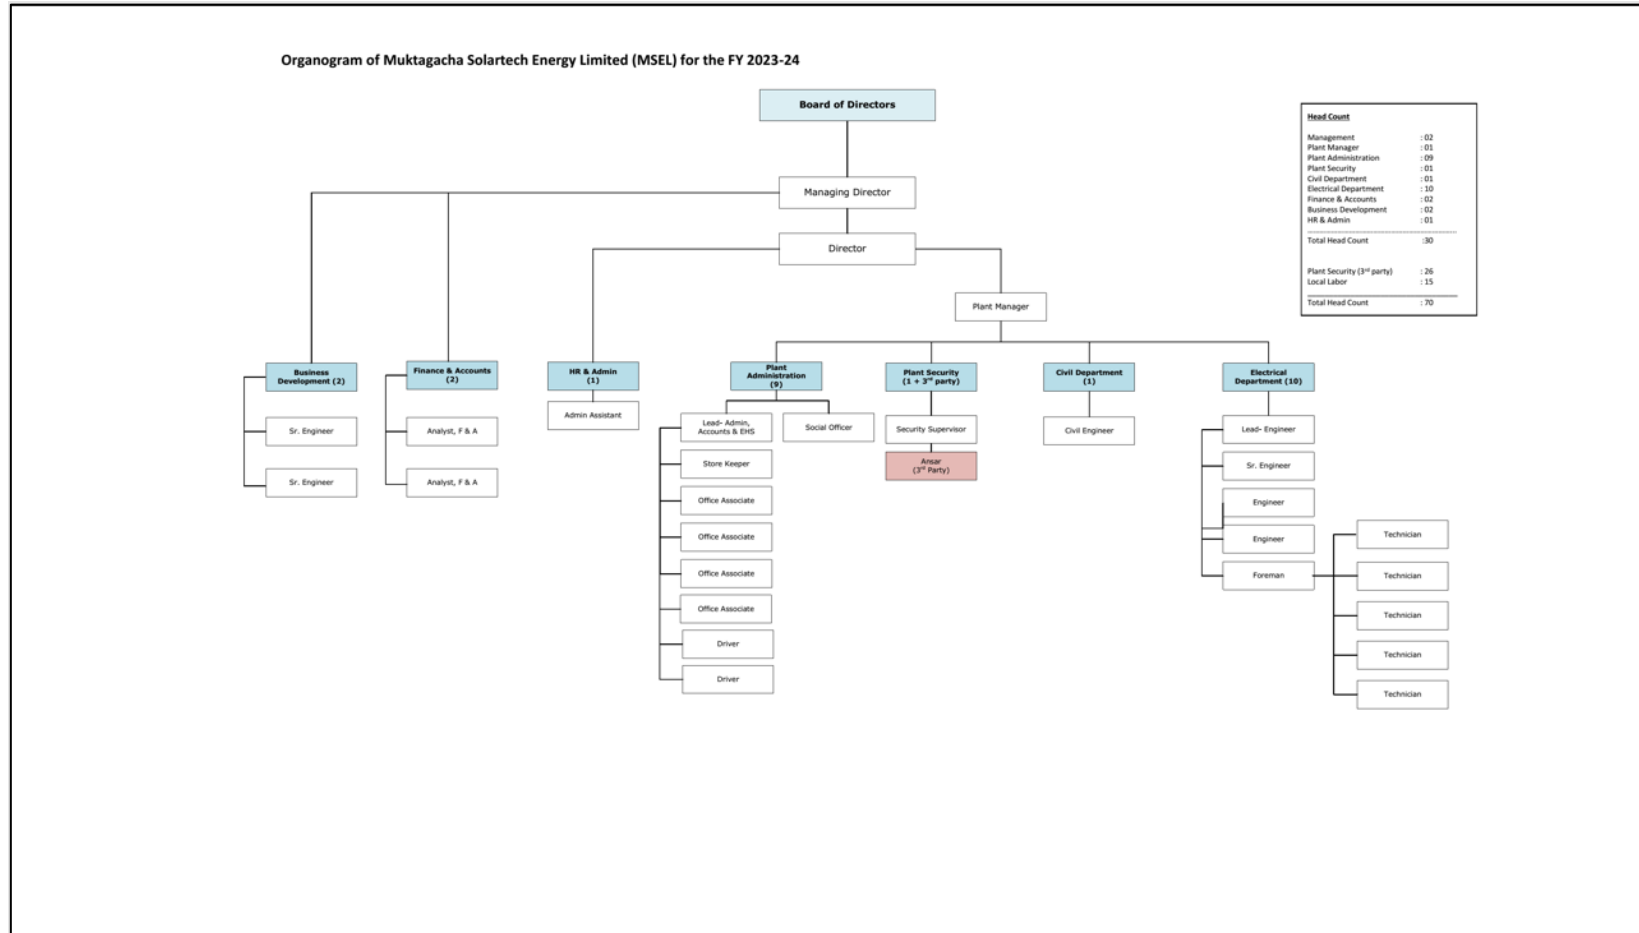 Organogram of Muktagacha Solartech Energy Limited (MSEL) for the FY 2023-24
Board of Directors
Head Count
Management : 02
Plant Manager : 01
Plant Administration : 09
Plant Security : 01
Civil Department : 01
Electrical Department : 10
Finance & Accounts : 02
Business Development : 02
HR & Admin : 01
Total Head Count :30
Plant Security (3rd party) : 26
Local Labor : 15
Total Head Count : 70
Managing Director
Director
Plant Manager
Business
Development (2)
Sr. Engineer
Sr. Engineer
Finance & Accounts
(2)
Analyst, F & A
Analyst, F & A
HR & Admin
(1)
Admin Assistant
Plant
Administration
(9)
Lead- Admin,
Accounts & EHS
Social Officer
Store Keeper
Office Associate
Office Associate
Office Associate
Office Associate
Driver
Driver
Plant Security
(1 + 3rd party)
Security Supervisor
Ansar
(3rd Party)
Civil Department
(1)
Civil Engineer
Electrical
Department (10)
Lead- Engineer
Sr. Engineer
Engineer
Engineer
Foreman
Technician
Technician
Technician
Technician
Technician